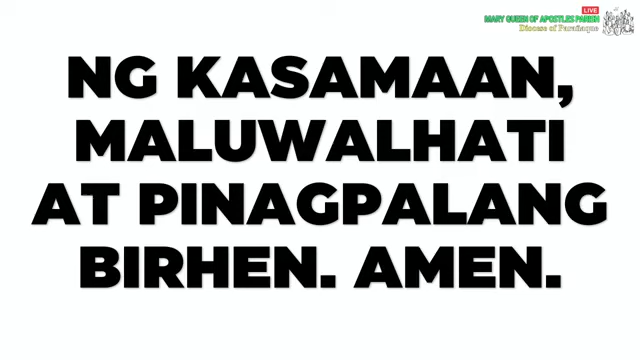 LIVE
MARY QUEEN OF APOSTLES PARISH
Diocese of Parañaque
NG KASAMAAN,
MALUWALHATI
AT PINAGPALANG
BIRHEN. AMEN.